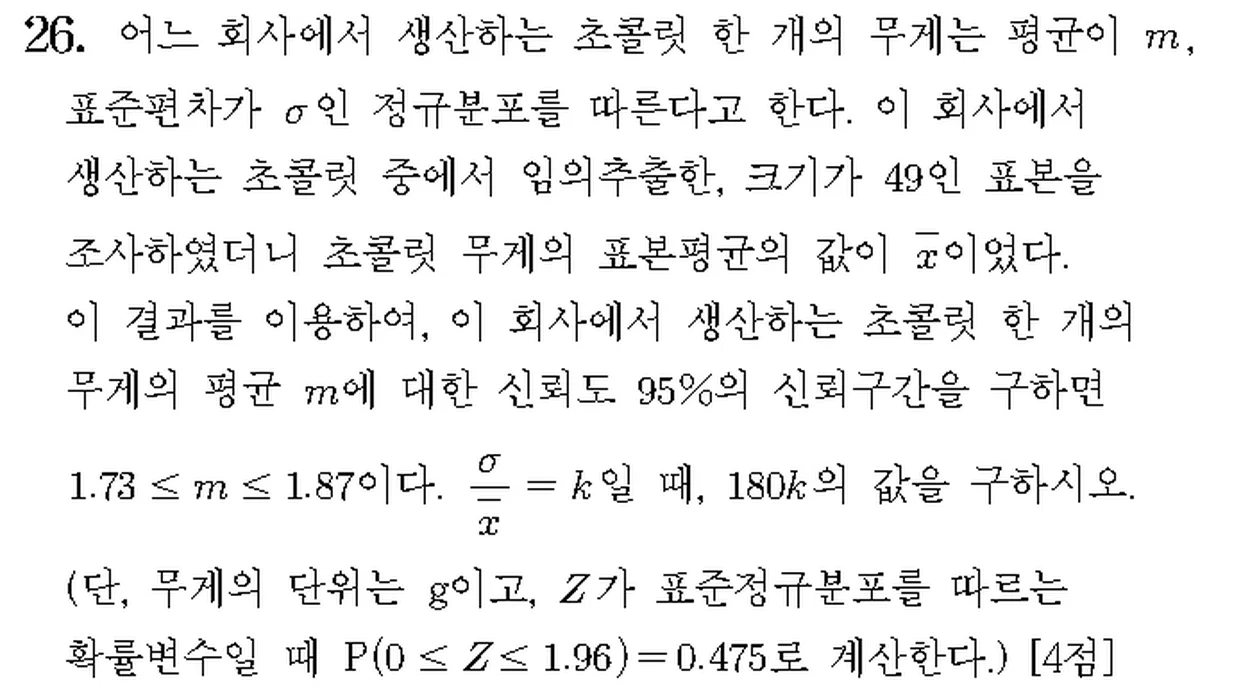 26. 어느 회사에서 생산하는 초콜릿 한 개의 무게는 평균이 m,
표준편차가 σ인 정규분포를 따른다고 한다. 이 회사에서
생산하는 초콜릿 중에서 임의추출한, 크기가 49인 표본을
조사하였더니 초콜릿 무게의 표본평균의 값이 x̄이었다.
이 결과를 이용하여, 이 회사에서 생산하는 초콜릿 한 개의
무게의 평균 m에 대한 신뢰도 95%의 신뢰구간을 구하면
1.73 ≤ m ≤ 1.87이다. σ/x̄ = k일 때, 180k의 값을 구하시오.
(단, 무게의 단위는 g이고, Z가 표준정규분포를 따르는
확률변수일 때 P(0 ≤ Z ≤ 1.96) = 0.475로 계산한다.) [4점]